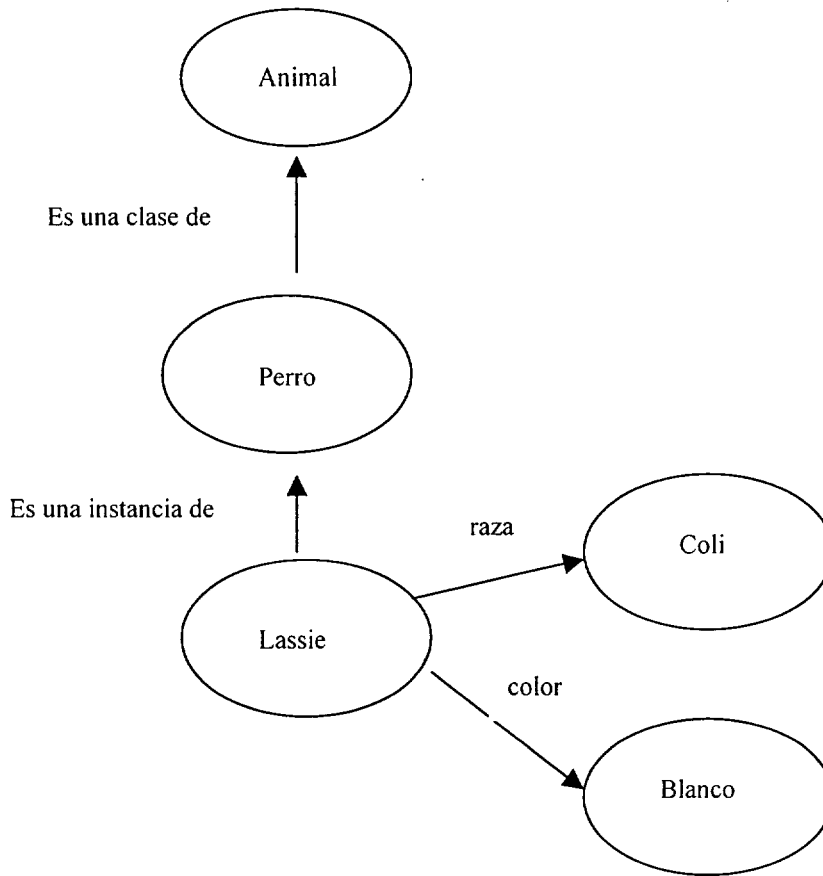 Animal
Es una clase de
Perro
Es una instancia de
raza
Coli
Lassie
color
Blanco